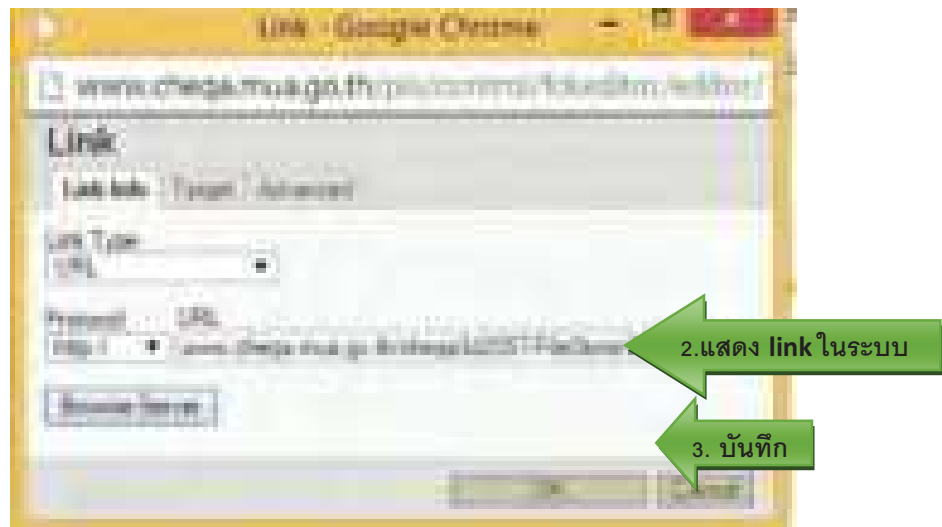 Link - Google Chrome
www.cheqa.mua.go.th
Link
Link Info Target Advanced
Link Type
URL
Protocol URL
http://
2.แสดง link ในระบบ
Browse Server
3. บันทึก
OK Cancel